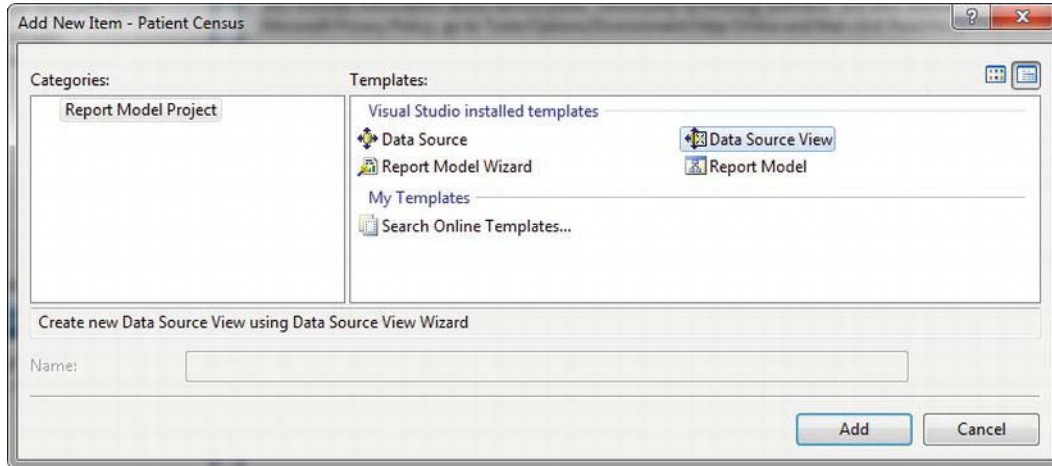 Add New Item - Patient Census
Categories:
Templates:
Report Model Project
Visual Studio installed templates
Data Source
Data Source View
Report Model Wizard
Report Model
My Templates
Search Online Templates...
Create new Data Source View using Data Source View Wizard
Name:
Add
Cancel